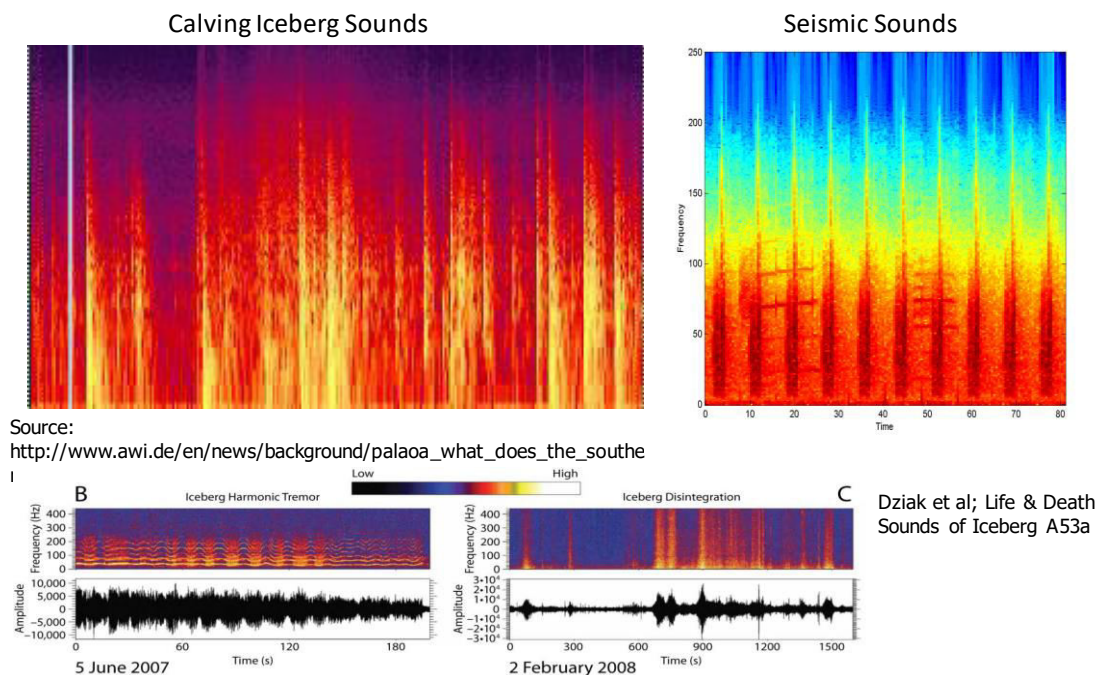 Calving Iceberg Sounds
Seismic Sounds
250
200
150
100
50
0
Frequency
0 10 20 30 40 50 60 70 80
Time
Source:
http://www.awi.de/en/news/background/palaoa_what_does_the_southe
Low High
B Iceberg Harmonic Tremor
Iceberg Disintegration C
Dziak et al; Life & Death
Sounds of Iceberg A53a
Frequency (Hz)
400
300
200
100
0
Frequency (Hz)
400
300
200
100
0
Amplitude
10,000
5,000
0
−5,000
−10,000
Amplitude
3•10⁴
2•10⁴
1•10⁴
0
−1•10⁴
−2•10⁴
−3•10⁴
0 60 120 180
Time (s)
5 June 2007
0 300 600 900 1200 1500
Time (s)
2 February 2008